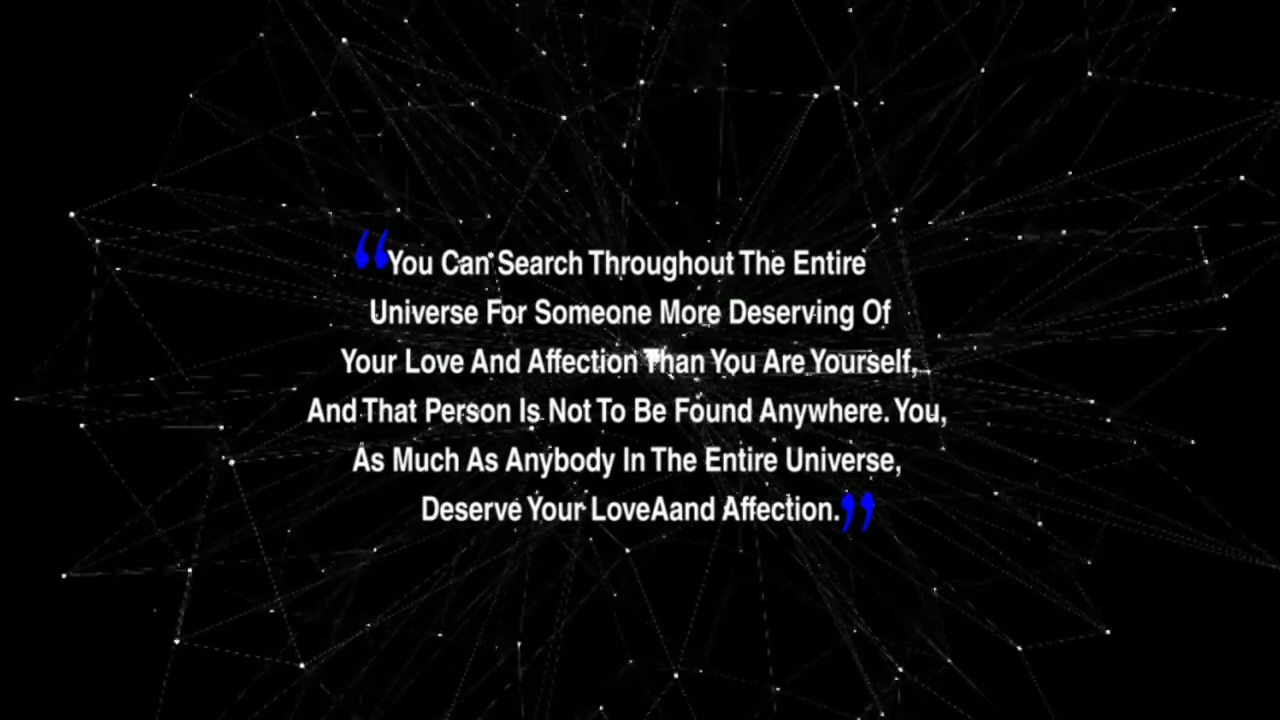 “You Can Search Throughout The Entire
Universe For Someone More Deserving Of
Your Love And Affection Than You Are Yourself,
And That Person Is Not To Be Found Anywhere. You,
As Much As Anybody In The Entire Universe,
Deserve Your LoveAand Affection.”